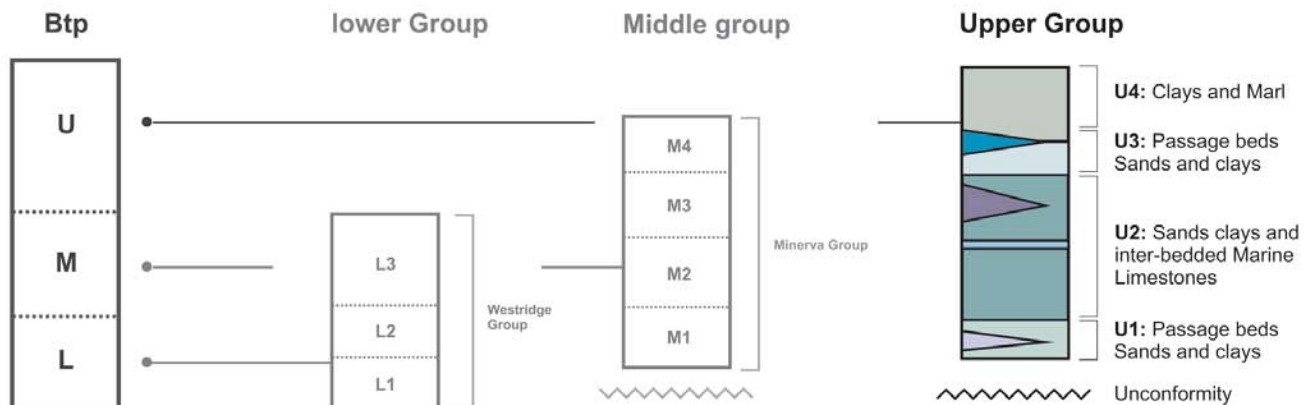 Btp
lower Group
Middle group
Upper Group
U
M
L
L3
L2
L1
Westridge
Group
M4
M3
M2
M1
Minerva Group
U4: Clays and Marl
U3: Passage beds
Sands and clays
U2: Sands clays and
inter-bedded Marine
Limestones
U1: Passage beds
Sands and clays
Unconformity